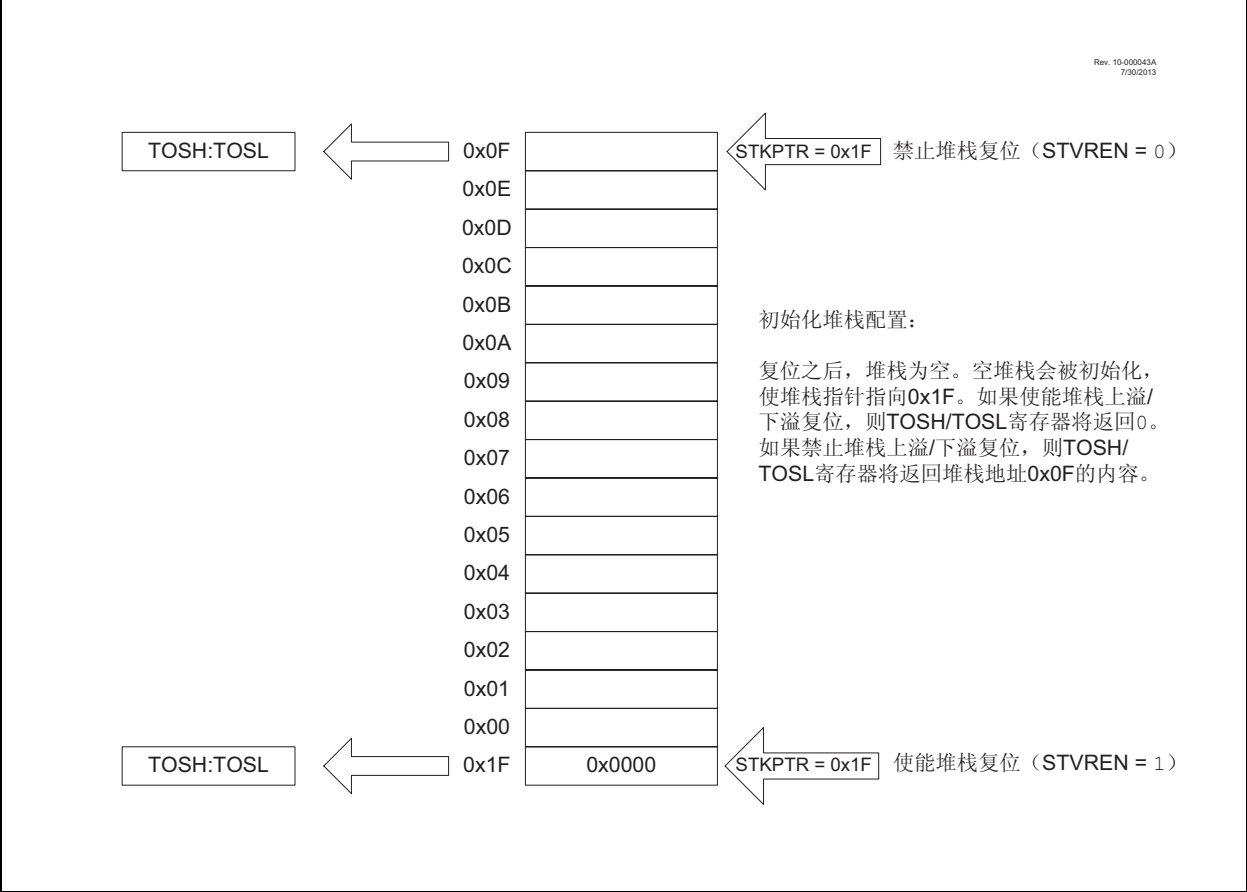 Rev. 10-000043A
7/30/2013
TOSH:TOSL
0x0F
STKPTR = 0x1F
禁止堆栈复位（STVREN = 0）
0x0E
0x0D
0x0C
0x0B
初始化堆栈配置：
0x0A
复位之后，堆栈为空。空堆栈会被初始化，
0x09
使堆栈指针指向0x1F。如果使能堆栈上溢/
0x08
下溢复位，则TOSH/TOSL寄存器将返回0。
如果禁止堆栈上溢/下溢复位，则TOSH/
0x07
TOSL寄存器将返回堆栈地址0x0F的内容。
0x06
0x05
0x04
0x03
0x02
0x01
0x00
TOSH:TOSL
0x1F
0x0000
STKPTR = 0x1F
使能堆栈复位（STVREN = 1）